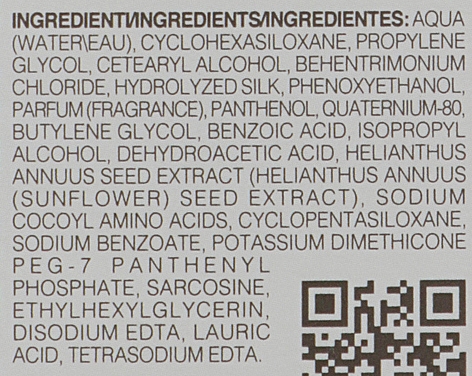 INGREDIENTI/INGREDIENTS/INGREDIENTES: AQUA
(WATER\EAU), CYCLOHEXASILOXANE, PROPYLENE
GLYCOL, CETEARYL ALCOHOL, BEHENTRIMONIUM
CHLORIDE, HYDROLYZED SILK, PHENOXYETHANOL,
PARFUM (FRAGRANCE), PANTHENOL, QUATERNIUM-80,
BUTYLENE GLYCOL, BENZOIC ACID, ISOPROPYL
ALCOHOL, DEHYDROACETIC ACID, HELIANTHUS
ANNUUS SEED EXTRACT (HELIANTHUS ANNUUS
(SUNFLOWER) SEED EXTRACT), SODIUM
COCOYL AMINO ACIDS, CYCLOPENTASILOXANE,
SODIUM BENZOATE, POTASSIUM DIMETHICONE
PEG-7 PANTHENYL
PHOSPHATE, SARCOSINE,
ETHYLHEXYLGLYCERIN,
DISODIUM EDTA, LAURIC
ACID, TETRASODIUM EDTA.